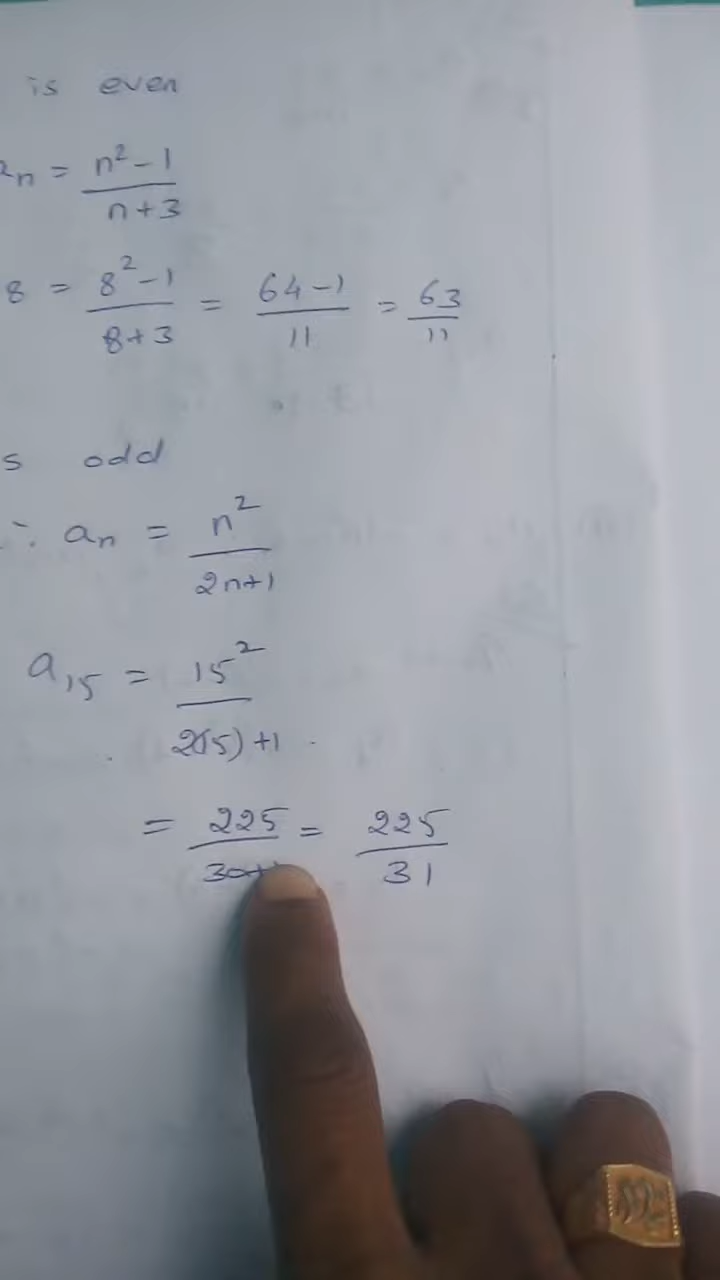 is even
n = n² - 1 / n + 3
8 = 8² - 1 / 8 + 3 = 64 - 1 / 11 = 63 / 11
s odd
∴ an = n² / 2n+1
a15 = 15² / 2(15) + 1
= 225 / 30+ = 225 / 31